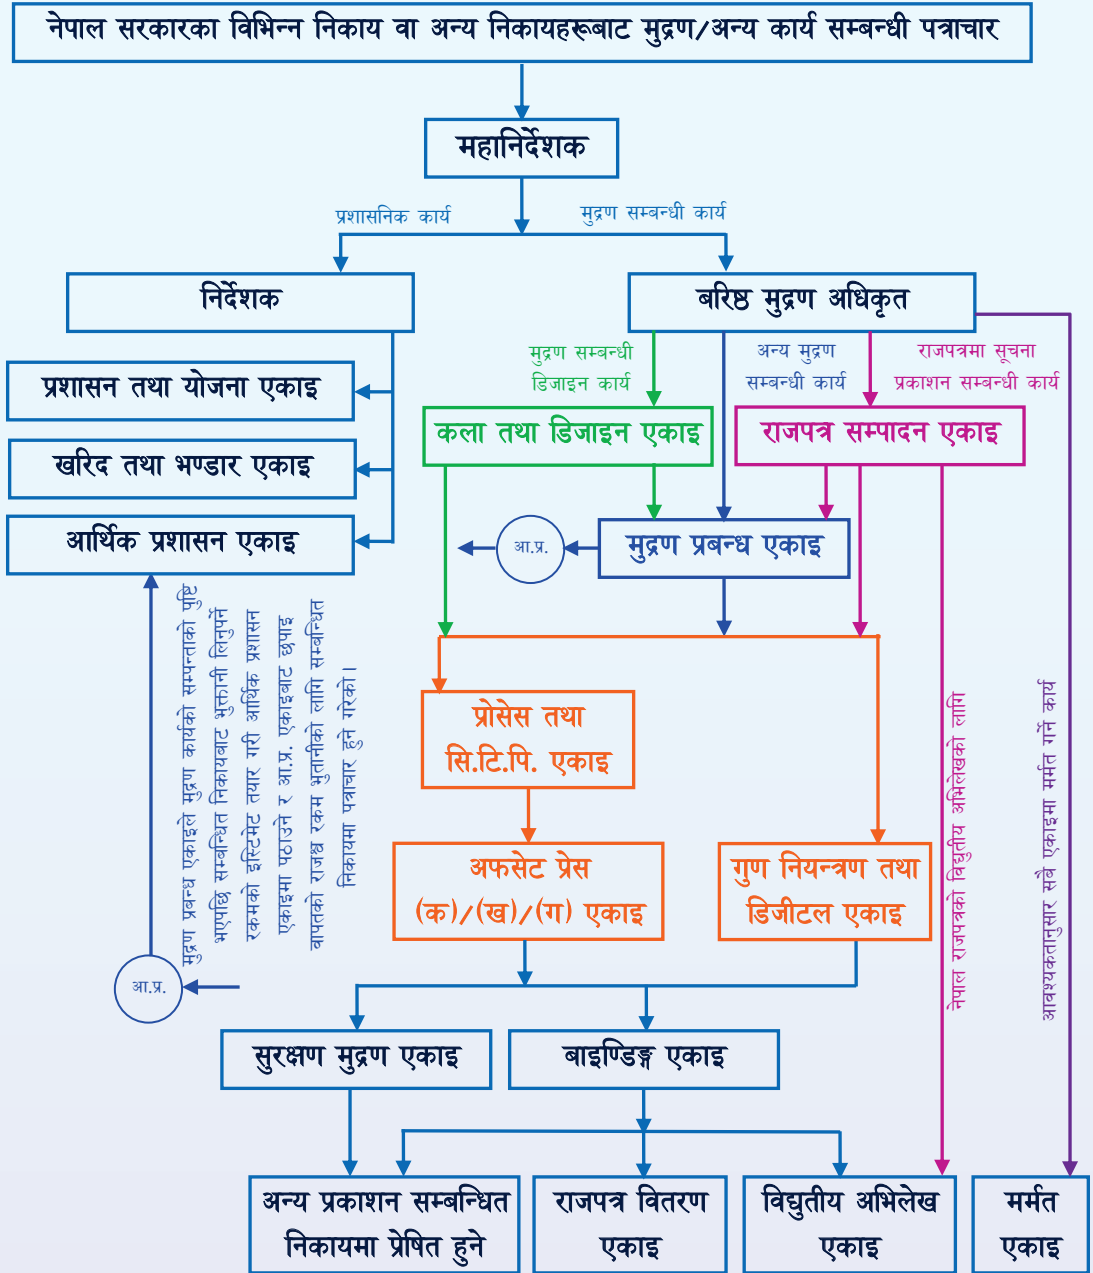 नेपाल सरकारका विभिन्न निकाय वा अन्य निकायहरूबाट मुद्रण/अन्य कार्य सम्बन्धी पत्राचार
महानिर्देशक
प्रशासनिक कार्य
मुद्रण सम्बन्धी कार्य
निर्देशक
बरिष्ठ मुद्रण अधिकृत
प्रशासन तथा योजना एकाइ
खरिद तथा भण्डार एकाइ
आर्थिक प्रशासन एकाइ
मुद्रण सम्बन्धी
डिजाइन कार्य
अन्य मुद्रण
सम्बन्धी कार्य
राजपत्रमा सूचना
प्रकाशन सम्बन्धी कार्य
कला तथा डिजाइन एकाइ
राजपत्र सम्पादन एकाइ
आ.प्र.
मुद्रण प्रबन्ध एकाइ
मुद्रण प्रबन्ध एकाइले मुद्रण कार्यको सम्पन्ताको पुष्टि
भएपछि सम्बन्धित निकायबाट भुक्तानी लिनुपर्ने
रकमको इस्टिमेट तयार गरी आर्थिक प्रशासन
एकाइमा पठाउने र आ.प्र. एकाइबाट छपाइ
वापतको राजश्व रकम भुतानीको लागि सम्बन्धित
निकायमा पत्राचार हुने गरेको।
आ.प्र.
प्रोसेस तथा
सि.टि.पि. एकाइ
अफसेट प्रेस
(क)/(ख)/(ग) एकाइ
गुण नियन्त्रण तथा
डिजीटल एकाइ
नेपाल राजपत्रको विद्युतीय अभिलेखको लागि
आवश्यकतानुसार सबै एकाइमा मर्मत गर्ने कार्य
सुरक्षण मुद्रण एकाइ
बाइण्डिङ्ग एकाइ
अन्य प्रकाशन सम्बन्धित
निकायमा प्रेषित हुने
राजपत्र वितरण
एकाइ
विद्युतीय अभिलेख
एकाइ
मर्मत
एकाइ